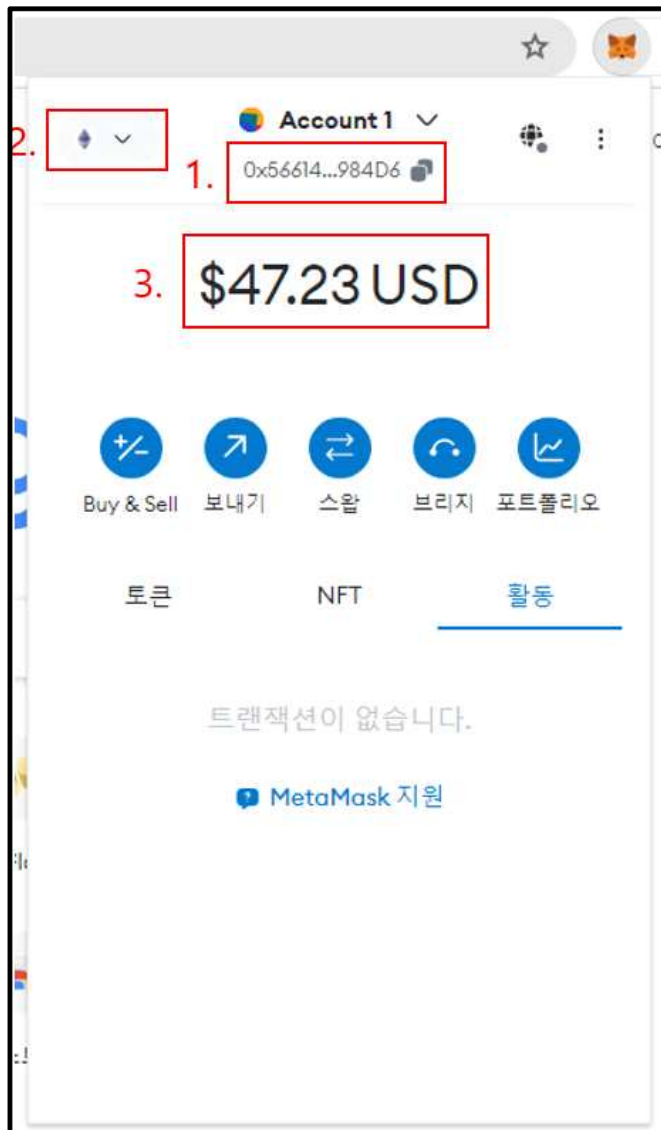 Account 1
2.
1.
0x56614...984D6
3.
$47.23 USD
Buy & Sell 보내기 스왑 브리지 포트폴리오
토큰 NFT 활동
트랜잭션이 없습니다.
MetaMask 지원